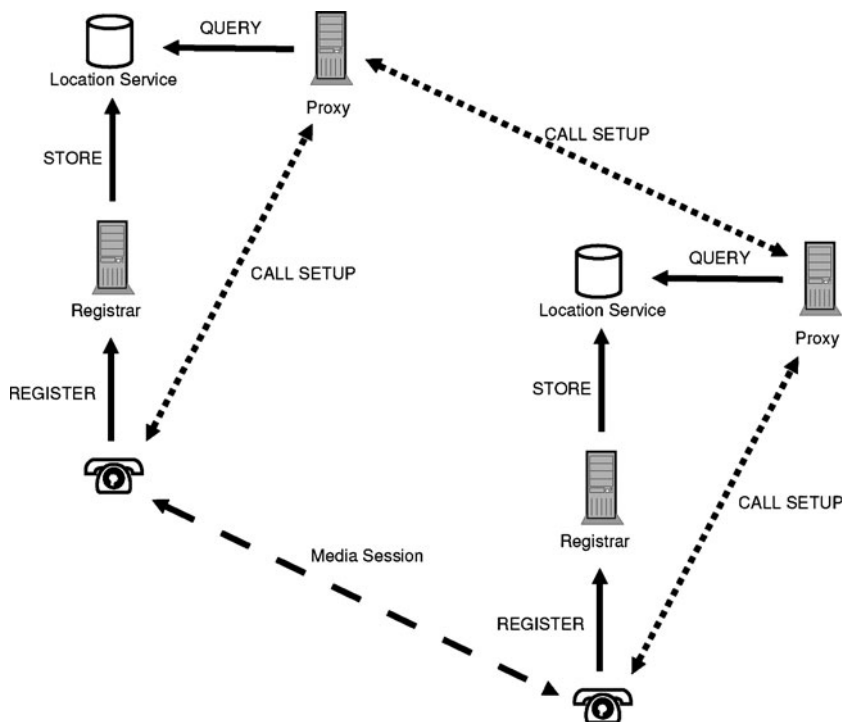 QUERY
Location Service
Proxy
CALL SETUP
STORE
CALL SETUP
QUERY
Registrar
Location Service
Proxy
REGISTER
STORE
CALL SETUP
Registrar
Media Session
REGISTER